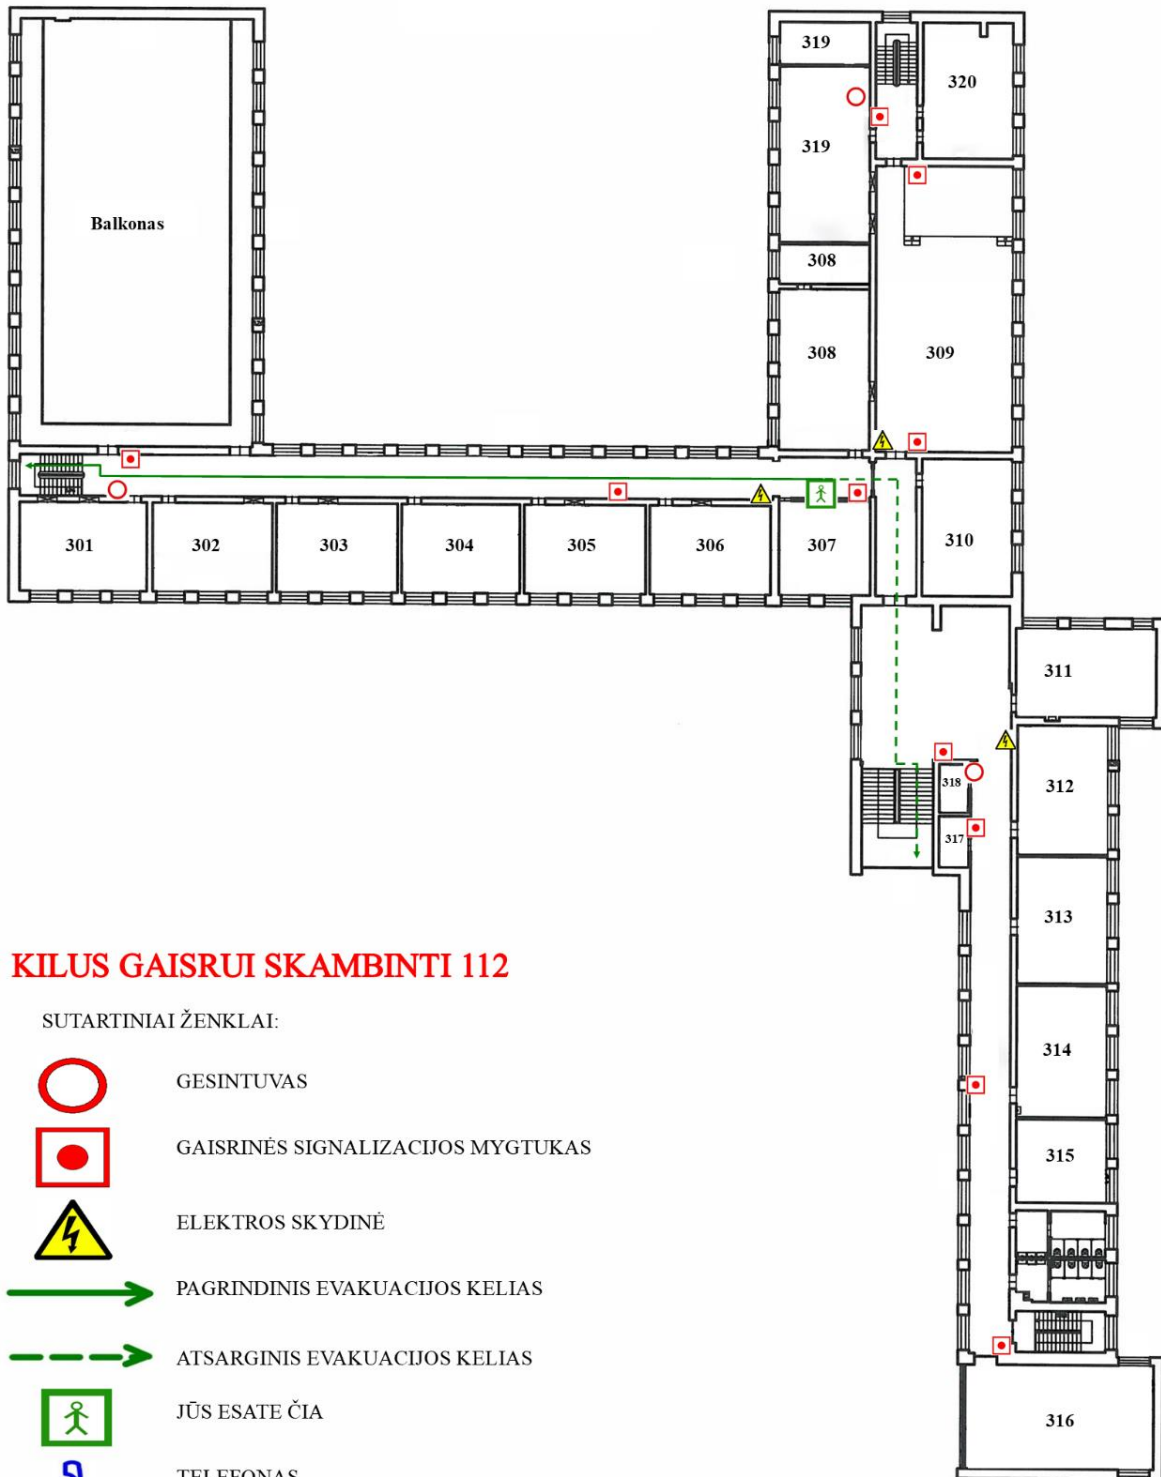 319
320
319
Balkonas
308
308
309
301
302
303
304
305
306
307
310
311
312
318
317
313
314
315
316
KILUS GAISRUI SKAMBINTI 112
SUTARTINIAI ŽENKLAI:
GESINTUVAS
GAISRINĖS SIGNALIZACIJOS MYGTUKAS
ELEKTROS SKYDINĖ
PAGRINDINIS EVAKUACIJOS KELIAS
ATSARGINIS EVAKUACIJOS KELIAS
JŪS ESATE ČIA
TELEFONAS